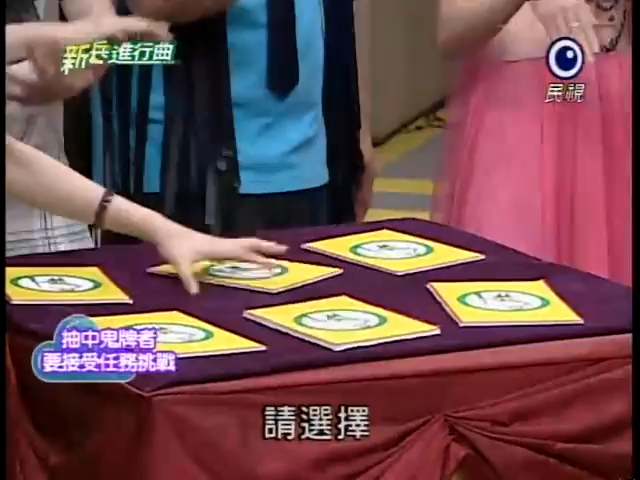 新兵進行曲
民視
抽中鬼牌者
要接受任務挑戰
請選擇